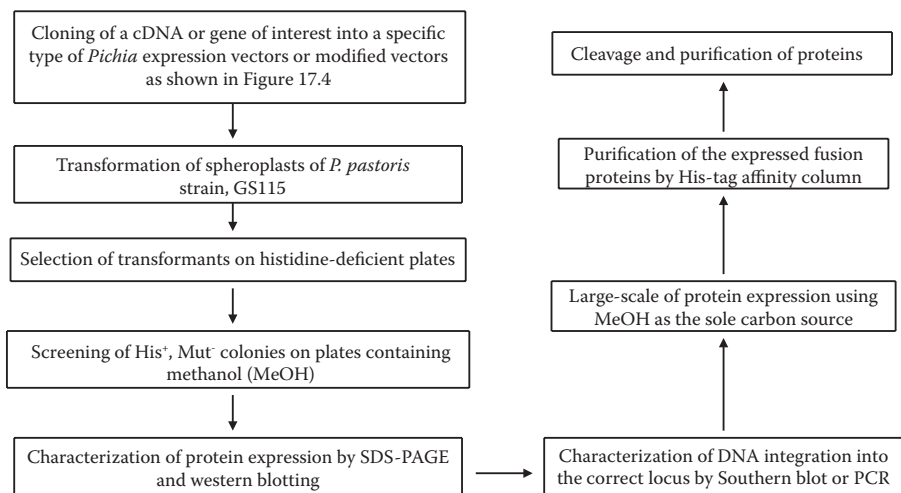 Cloning of a cDNA or gene of interest into a specific
type of Pichia expression vectors or modified vectors
as shown in Figure 17.4
Transformation of spheroplasts of P. pastoris
strain, GS115
Selection of transformants on histidine-deficient plates
Screening of His⁺, Mut⁻ colonies on plates containing
methanol (MeOH)
Characterization of protein expression by SDS-PAGE
and western blotting
Characterization of DNA integration into
the correct locus by Southern blot or PCR
Large-scale of protein expression using
MeOH as the sole carbon source
Purification of the expressed fusion
proteins by His-tag affinity column
Cleavage and purification of proteins